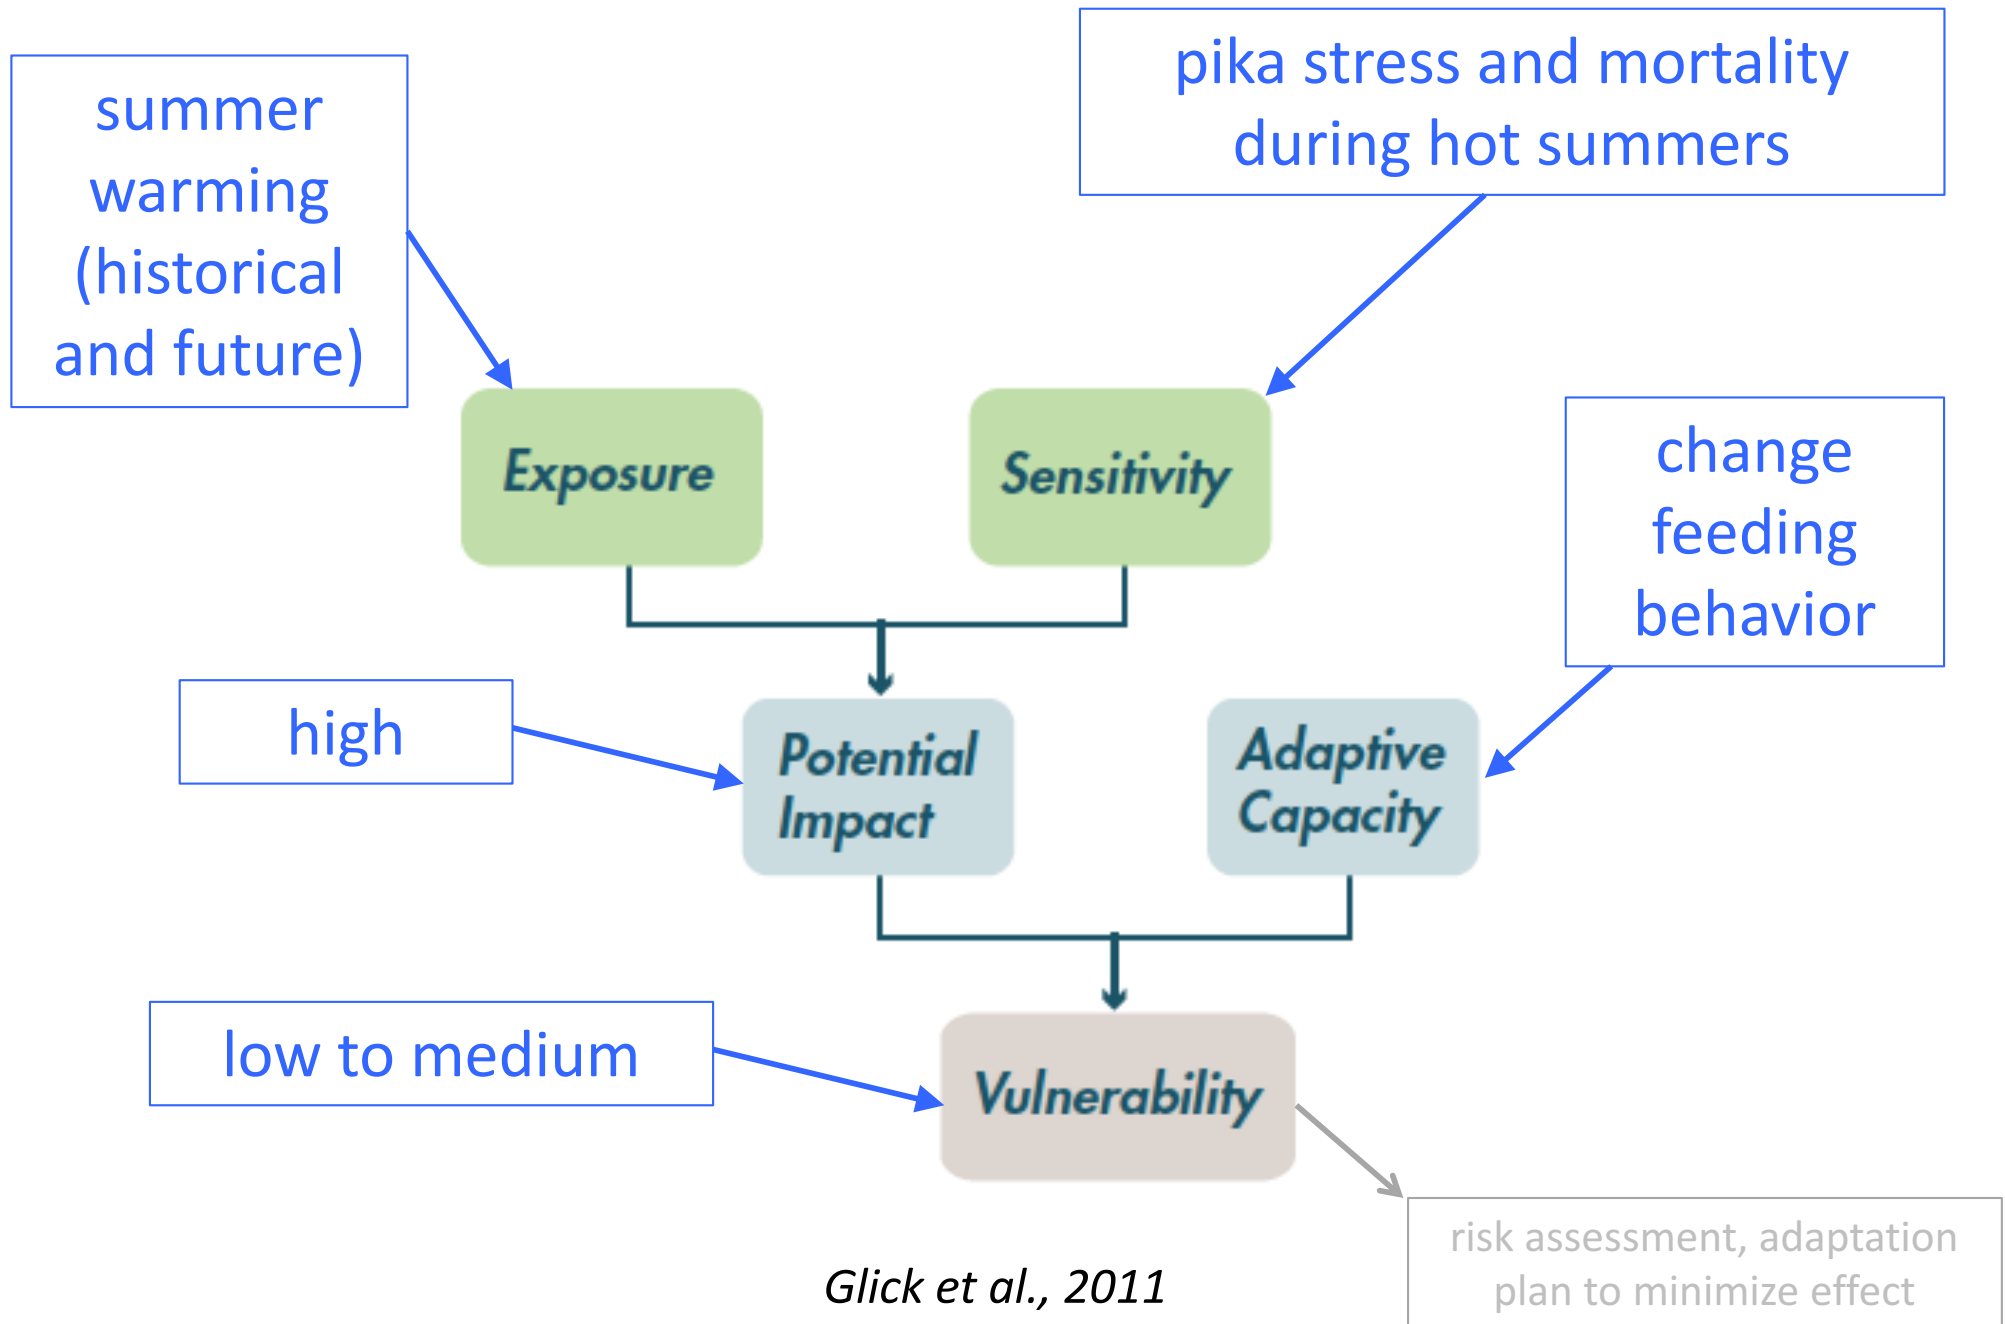 pika stress and mortality
during hot summers
summer
warming
(historical
and future)
Exposure
Sensitivity
change
feeding
behavior
high
Potential
Impact
Adaptive
Capacity
low to medium
Vulnerability
risk assessment, adaptation
plan to minimize effect
Glick et al., 2011